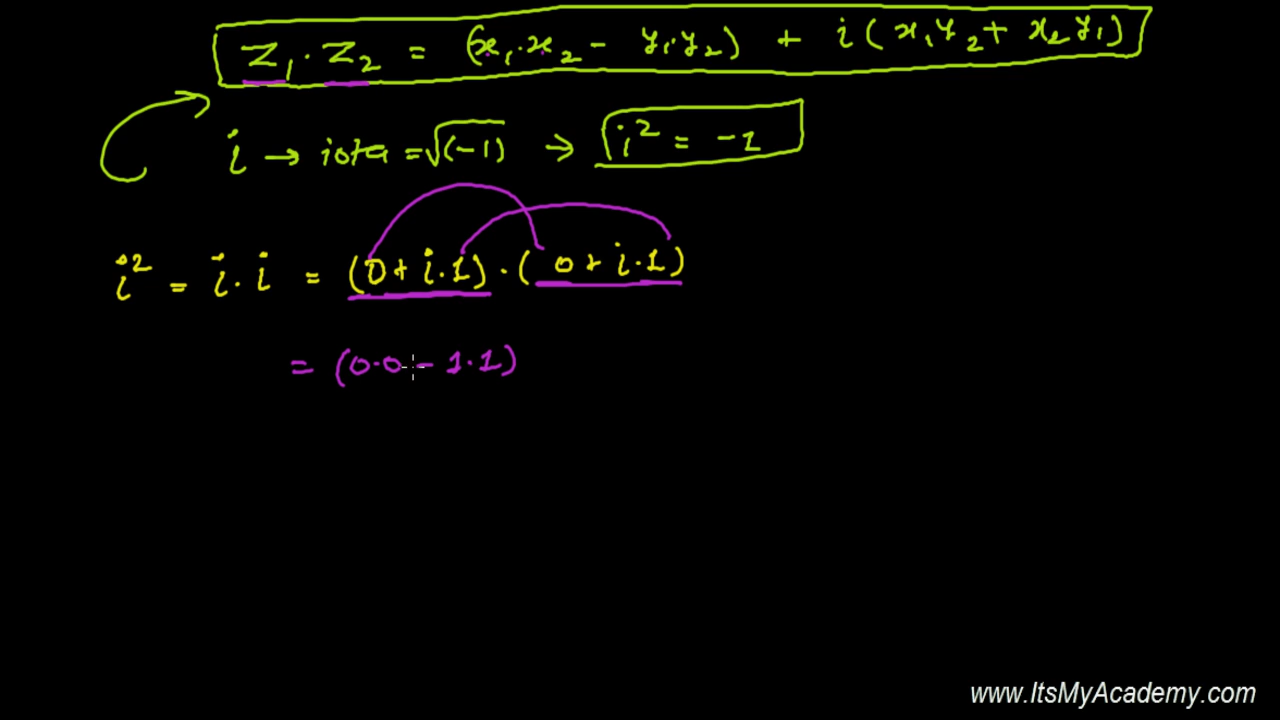 Z₁·Z₂ = (x₁·x₂ - y₁·y₂) + i(x₁y₂ + x₂y₁)
i → iota = √(-1) → i² = -1
i² = i·i = (0+i·1)·(0+i·1)
= (0·0 - 1·1)
www.ItsMyAcademy.com